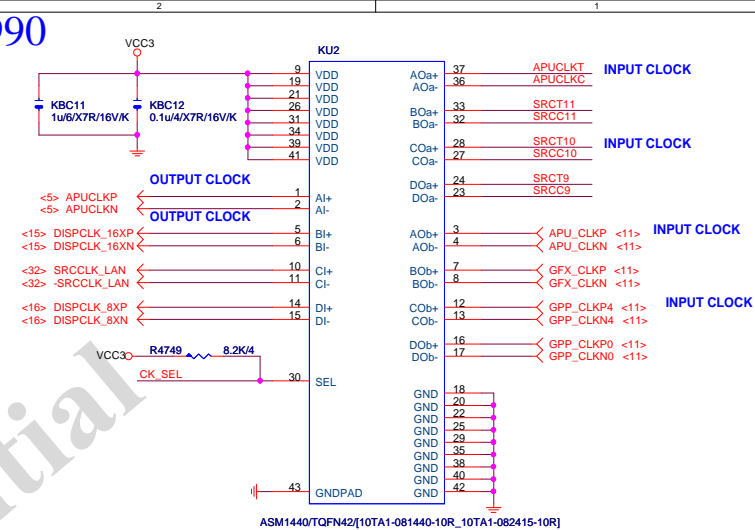 2 1
990
VCC3
KU2
KBC11
1u/6/X7R/16V/K
KBC12
0.1u/4/X7R/16V/K
9 VDD AOa+ 37 APUCLKT INPUT CLOCK
19 VDD AOa- 36 APUCLKC
21 VDD
26 VDD BOa+ 33 SRCT11
31 VDD BOa- 32 SRCC11
34 VDD
39 VDD COa+ 28 SRCT10 INPUT CLOCK
41 VDD COa- 27 SRCC10
OUTPUT CLOCK
DOa+ 24 SRCT9
DOa- 23 SRCC9
<5> APUCLKP 1 AI+
<5> APUCLKN 2 AI-
OUTPUT CLOCK
<15> DISPCLK_16XP 5 BI+ AOb+ 3 APU_CLKP <11> INPUT CLOCK
<15> DISPCLK_16XN 6 BI- AOb- 4 APU_CLKN <11>
<32> SRCCLK_LAN 10 CI+ BOb+ 7 GFX_CLKP <11>
<32> -SRCCLK_LAN 11 CI- BOb- 8 GFX_CLKN <11>
INPUT CLOCK
<16> DISPCLK_8XP 14 DI+ COb+ 12 GPP_CLKP4 <11>
<16> DISPCLK_8XN 15 DI- COb- 13 GPP_CLKN4 <11>
DOb+ 16 GPP_CLKP0 <11>
DOb- 17 GPP_CLKN0 <11>
VCC3 R4749 8.2K/4
CK_SEL 30 SEL
GND 18
GND 20
GND 22
GND 25
GND 29
GND 35
GND 38
GND 40
43 GNDPAD GND 42
ASM1440/TQFN42/[10TA1-081440-10R_10TA1-082415-10R]
ntial